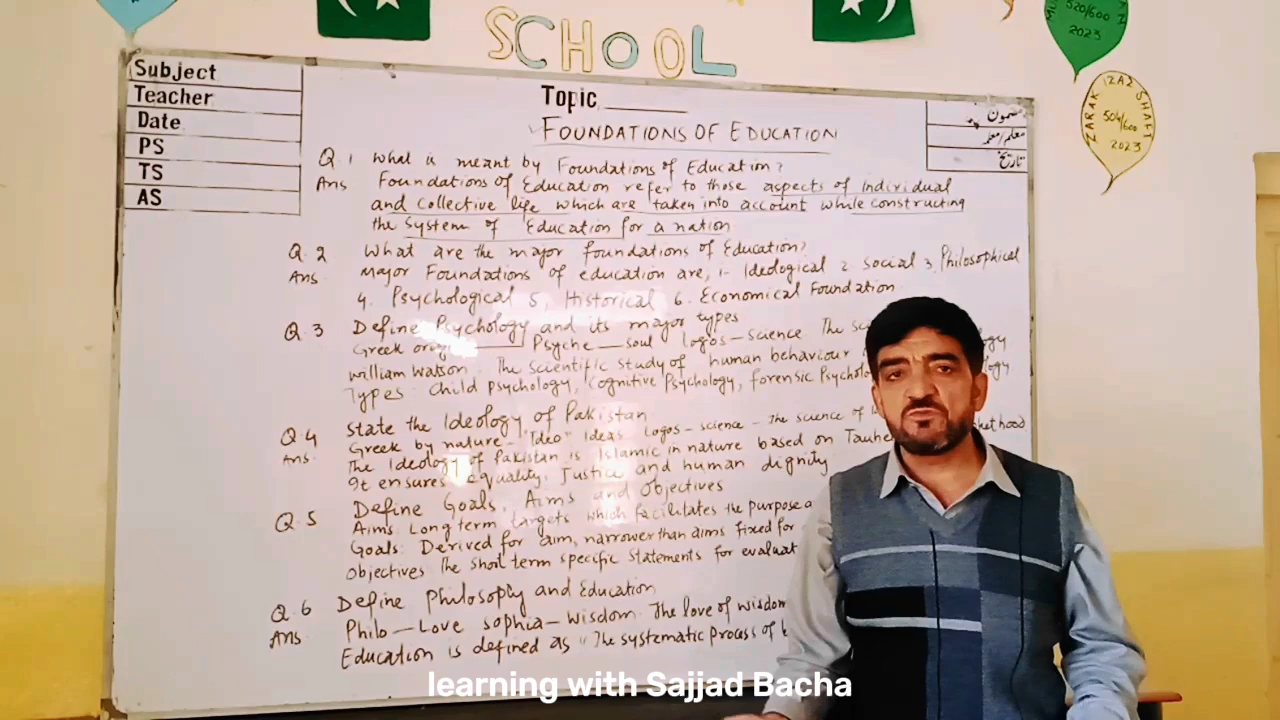 SCHOOL
520/600
2023
ZARAK IZAZ SHAFT
504/600
2023
Subject
Teacher
Date
PS
TS
AS
Topic
مضمون
معلم/معلمہ
تاریخ
FOUNDATIONS OF EDUCATION
Q.1 What is meant by Foundations of Education?
Ans Foundations of Education refer to those aspects of individual
and collective life which are taken into account while constructing
the system of Education for a nation
Q.2 What are the major foundations of Education?
Ans. Major Foundations of education are, 1- Ideological 2. Social 3. Philosophical
4. Psychological 5, Historical 6. Economical Foundation
Q.3 Define Psychology and its major types
Greek Psyche—soul logos—science The
William Watson. The scientific study of human behaviour
Types: Child psychology, Cognitive Psychology, forensic
Q.4 State the Ideology of Pakistan
Ans. Greek by nature- "Ideo" Ideas Logos- science- The science of
The Ideology of Pakistan is Islamic in nature based on
It ensures equality, Justice and human dignity
Q.5 Define Goals, Aims and Objectives
Aims: Long term targets which facilitates the purpose
Goals: Derived for aim, narrower than aims fixed for
Objectives: The short term specific statements for
Q.6 Define Philosophy and Education
Ans. Philo—Love sophia—wisdom. The love of wisdom
Education is defined as "The systematic process of
learning with Sajjad Bacha